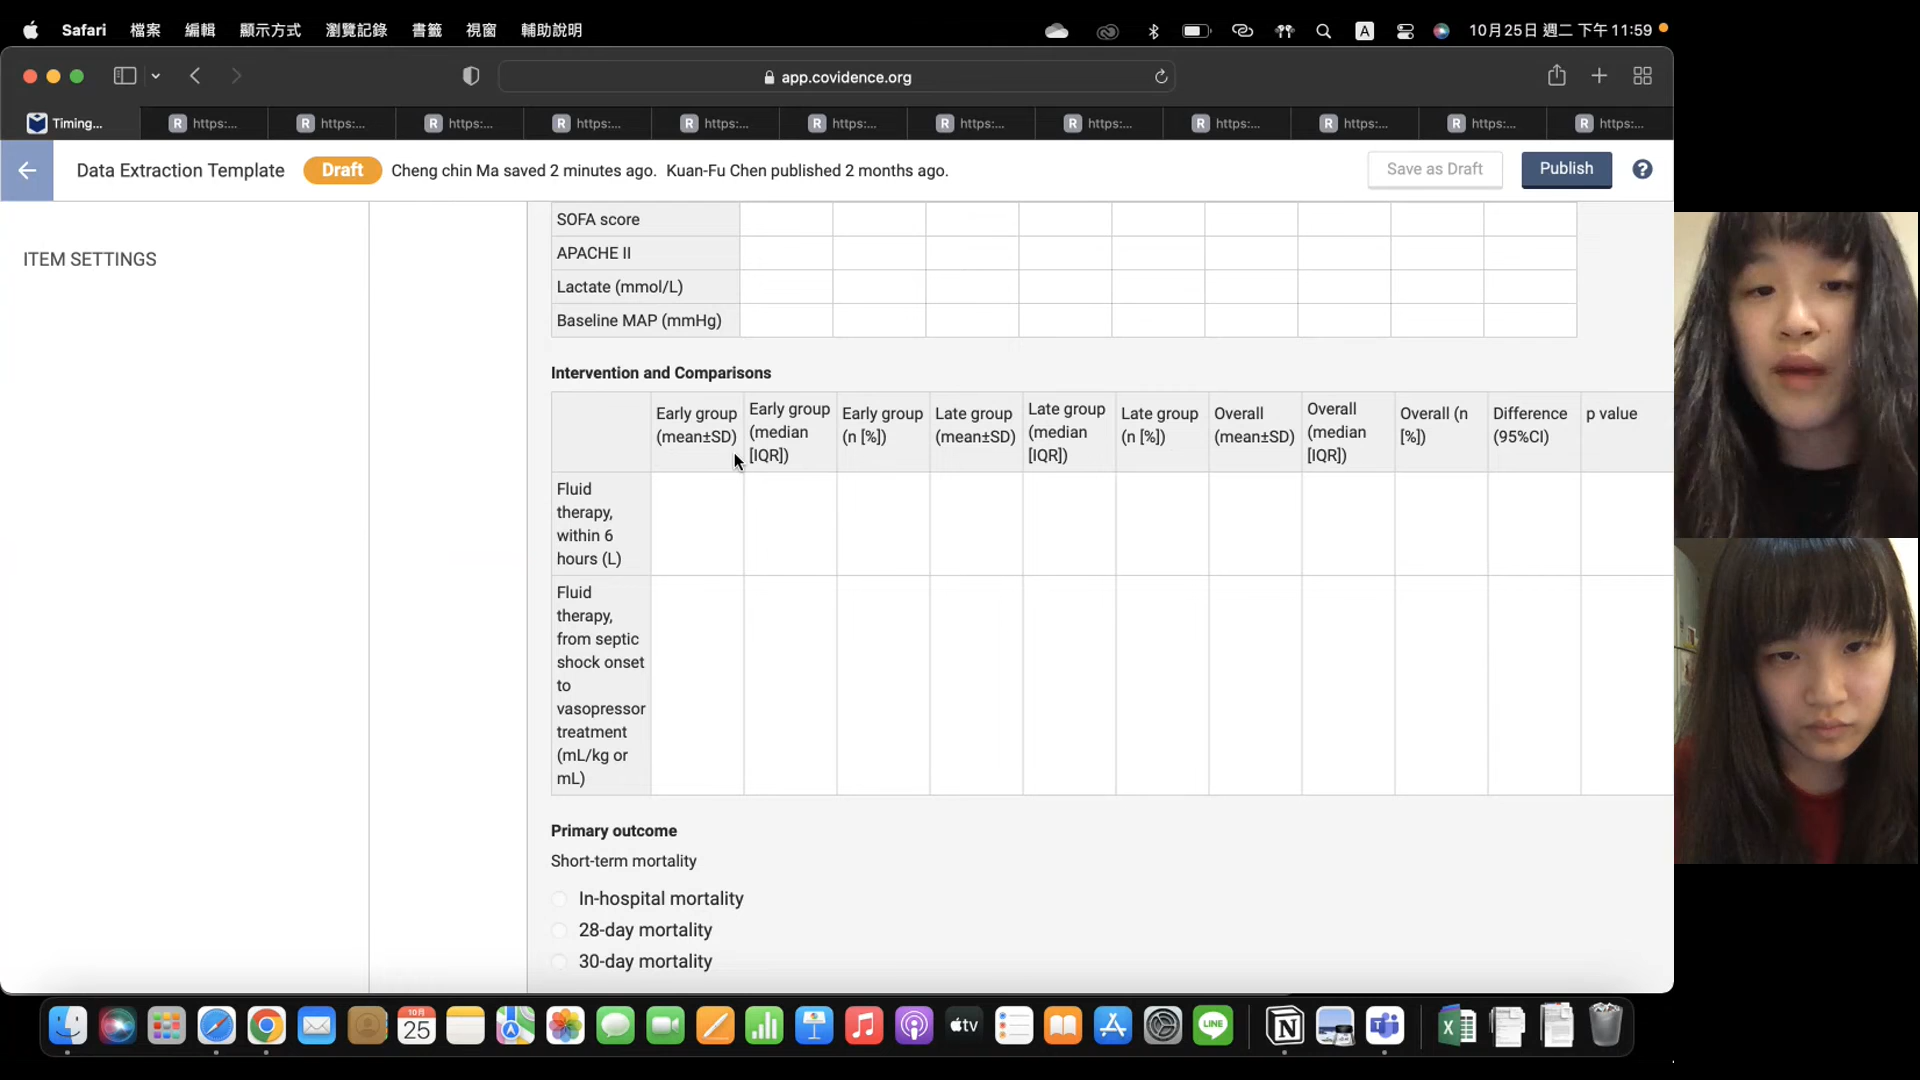 Safari 檔案 編輯 顯示方式 瀏覽記錄 書籤 視窗 輔助說明 A 10月25日 週二 下午 11:59
app.covidence.org
Timing... R https:... R https:... R https:... R https:... R https:... R https:... R https:... R https:... R https:... R https:... R https:... R https:...
Data Extraction Template Draft Cheng chin Ma saved 2 minutes ago. Kuan-Fu Chen published 2 months ago. Save as Draft Publish ?
ITEM SETTINGS
SOFA score
APACHE II
Lactate (mmol/L)
Baseline MAP (mmHg)
Intervention and Comparisons
Early group (mean±SD)
Early group (median [IQR])
Early group (n [%])
Late group (mean±SD)
Late group (median [IQR])
Late group (n [%])
Overall (mean±SD)
Overall (median [IQR])
Overall (n [%])
Difference (95%CI)
p value
Fluid
therapy,
within 6
hours (L)
Fluid
therapy,
from septic
shock onset
to
vasopressor
treatment
(mL/kg or
mL)
Primary outcome
Short-term mortality
In-hospital mortality
28-day mortality
30-day mortality
10月
25
tv
LINE
N
T
X